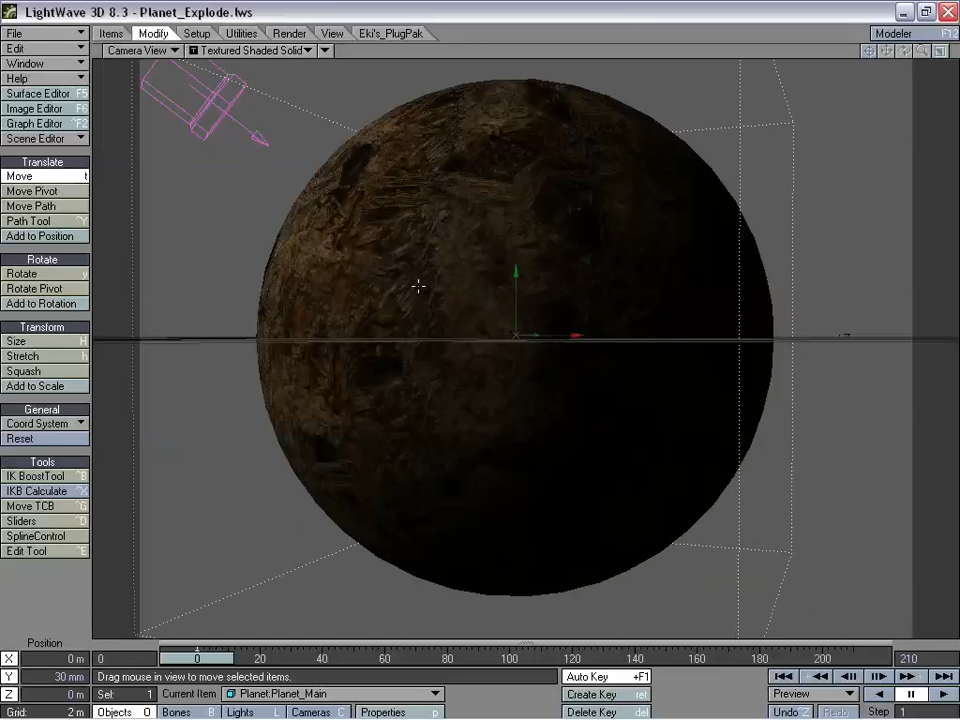 LightWave 3D 8.3 - Planet_Explode.lws
File Items Modify Setup Utilities Render View Eki's_PlugPak Modeler F12
Edit Camera View Textured Shaded Solid
Window
Help
Surface Editor F5
Image Editor F6
Graph Editor ^F2
Scene Editor
Translate
Move t
Move Pivot
Move Path
Path Tool ^Y
Add to Position
Rotate
Rotate y
Rotate Pivot
Add to Rotation
Transform
Size H
Stretch h
Squash
Add to Scale
General
Coord System
Reset
Tools
IK BoostTool ^B
IKB Calculate ^X
Move TCB ^G
Sliders ^D
SplineControl
Edit Tool ^E
Position
X 0 m 0 0 20 40 60 80 100 120 140 160 180 200 210
Y 30 mm Drag mouse in view to move selected items. Auto Key +F1
Z 0 m Sel: 1 Current Item Planet:Planet_Main Create Key ret Preview
Grid: 2 m Objects O Bones B Lights L Cameras C Properties p Delete Key del Undo ^Z Redo Step 1